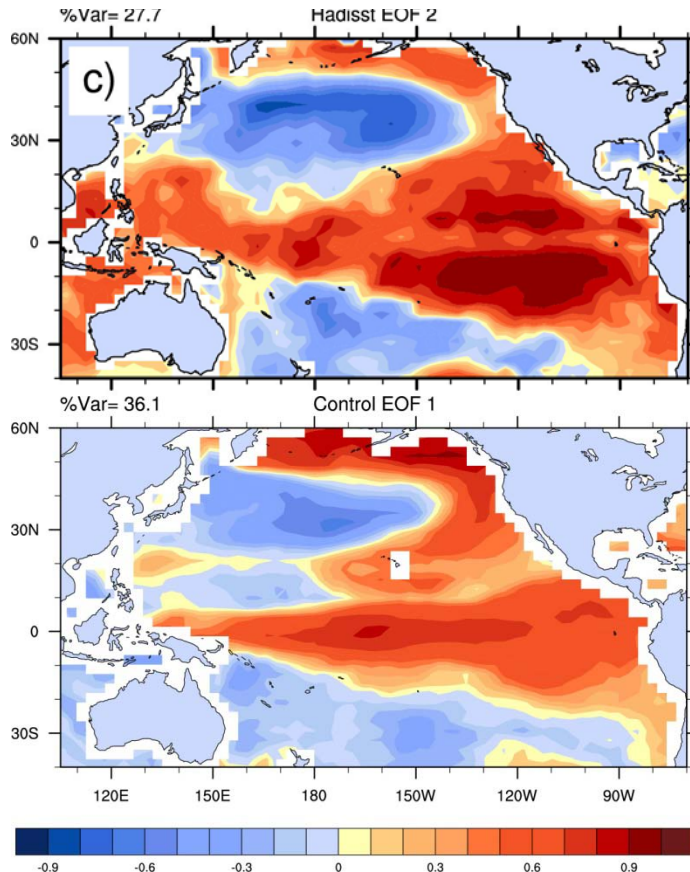 %Var= 27.7 Hadisst EOF 2
60N
c)
30N
0
30S
%Var= 36.1 Control EOF 1
60N
30N
0
30S
120E 150E 180 150W 120W 90W
-0.9 -0.6 -0.3 0 0.3 0.6 0.9